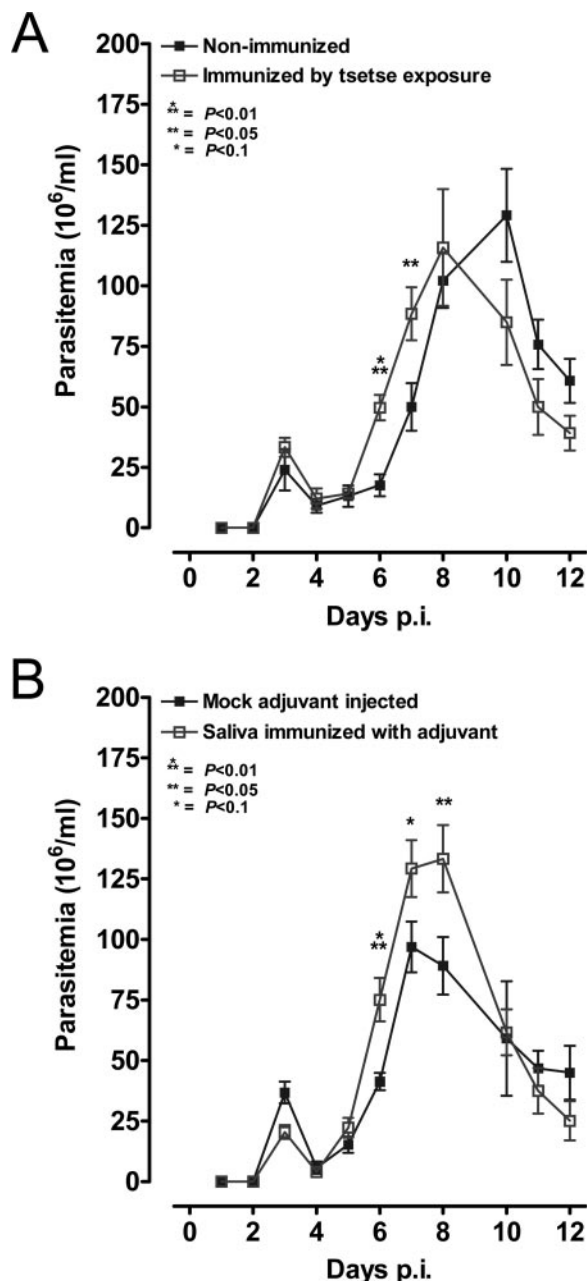 A
200
Non-immunized
Immunized by tsetse exposure
175
*
** = P<0.01
** = P<0.05
* = P<0.1
150
125
**
100
75
*
**
50
25
0
Parasitemia (10⁶/ml)
0 2 4 6 8 10 12
Days p.i.
B
200
Mock adjuvant injected
Saliva immunized with adjuvant
175
*
** = P<0.01
** = P<0.05
* = P<0.1
150
* **
125
100
*
**
75
50
25
0
Parasitemia (10⁶/ml)
0 2 4 6 8 10 12
Days p.i.